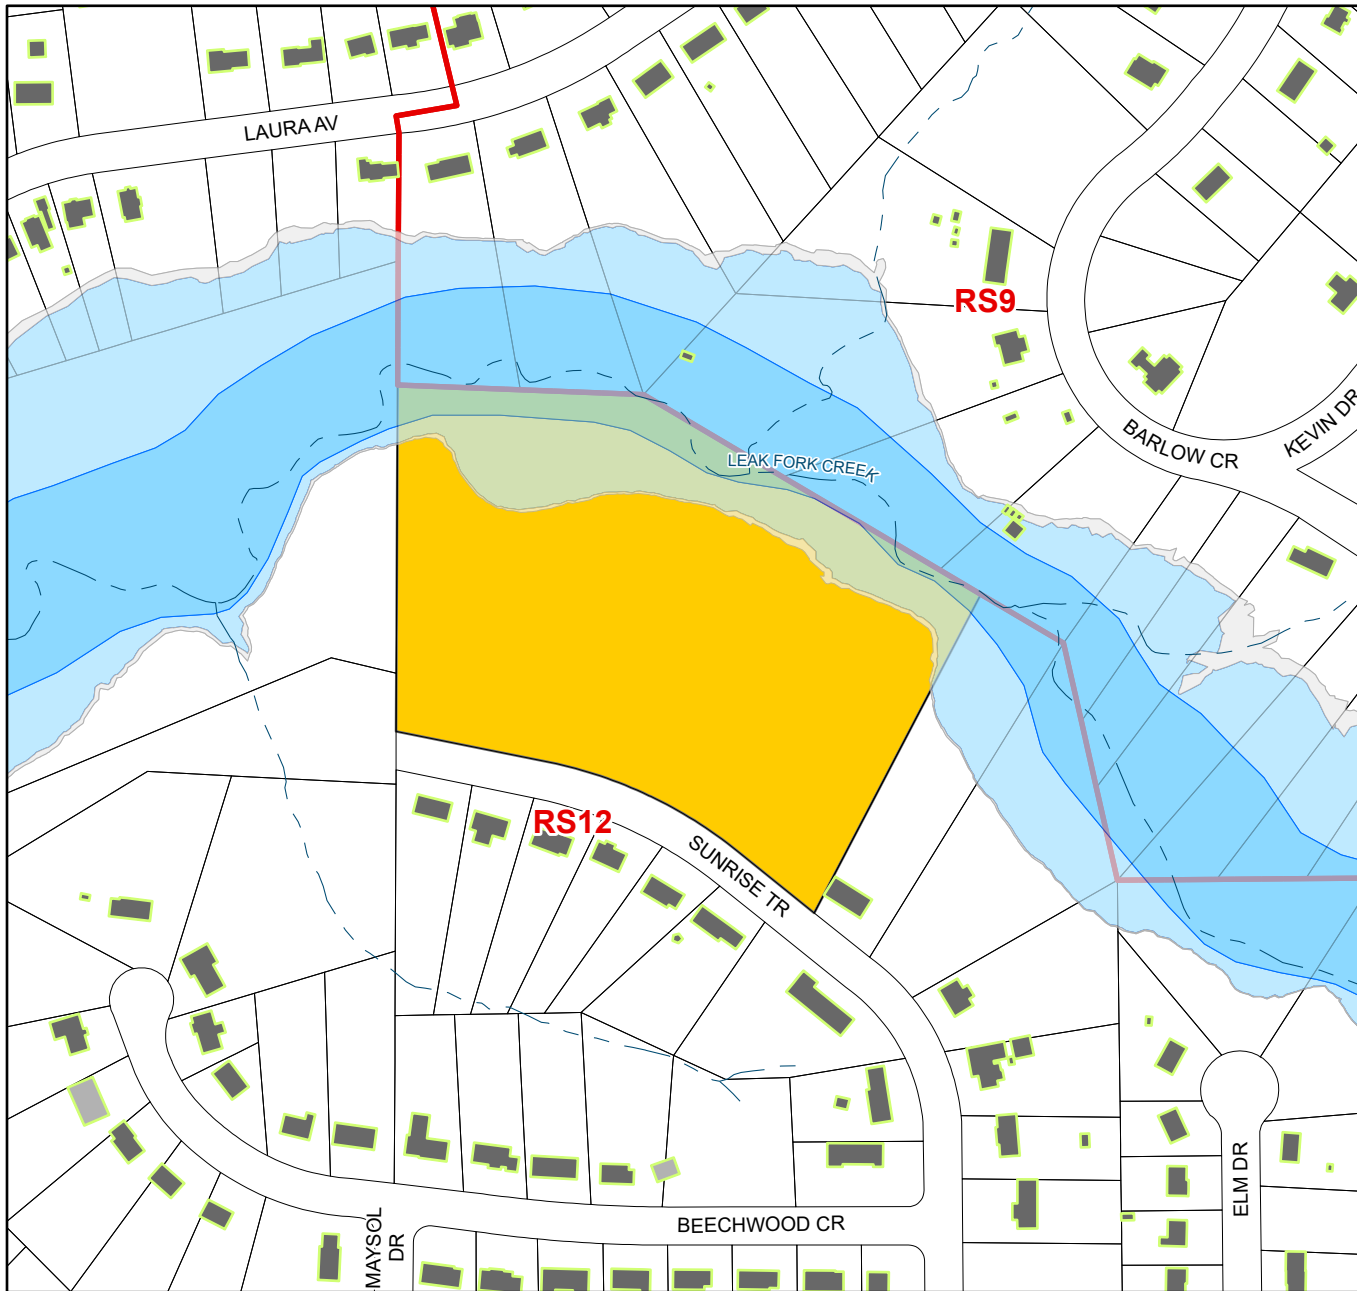 LAURA AV
RS9
KEVIN DR
BARLOW CR
LEAK FORK CREEK
RS12
SUNRISE TR
ELM DR
BEECHWOOD CR
MAYSOL
DR